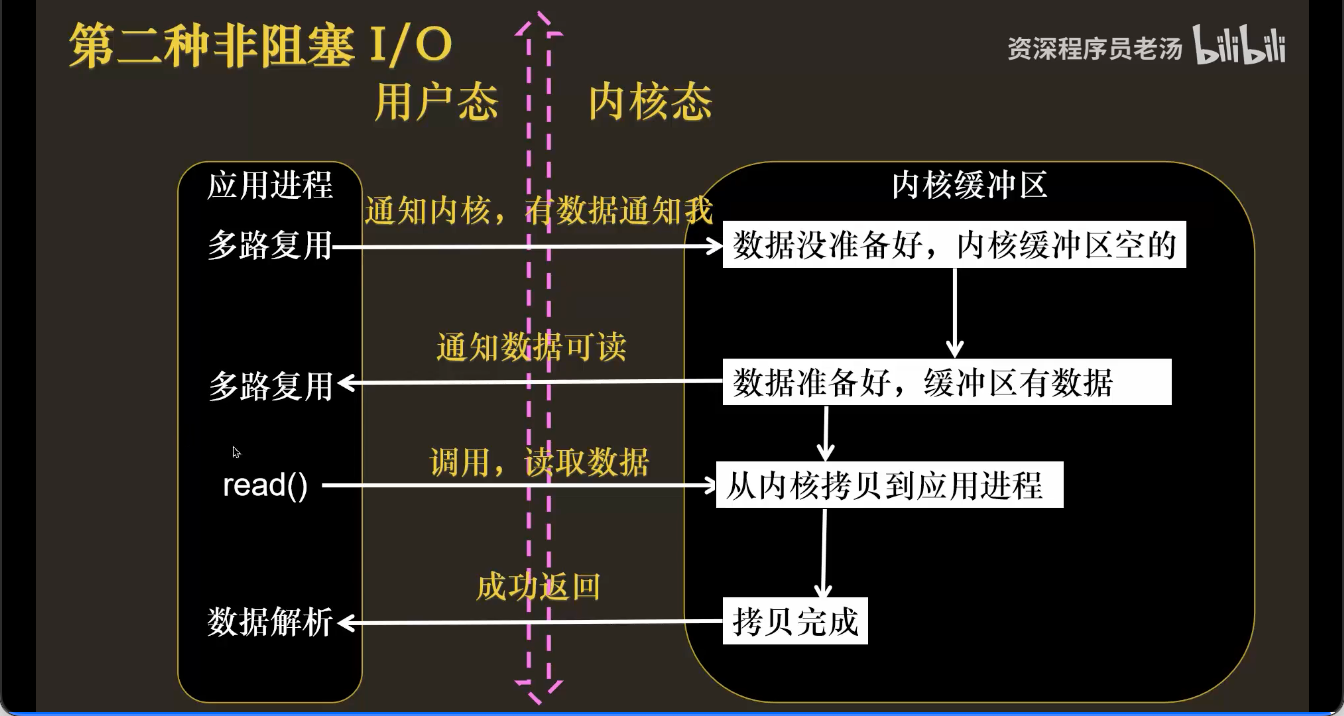 第二种非阻塞 I/O
资深程序员老汤 bilibili
用户态
内核态
应用进程
内核缓冲区
通知内核，有数据通知我
多路复用
数据没准备好，内核缓冲区空的
通知数据可读
多路复用
数据准备好，缓冲区有数据
调用，读取数据
read()
从内核拷贝到应用进程
成功返回
数据解析
拷贝完成